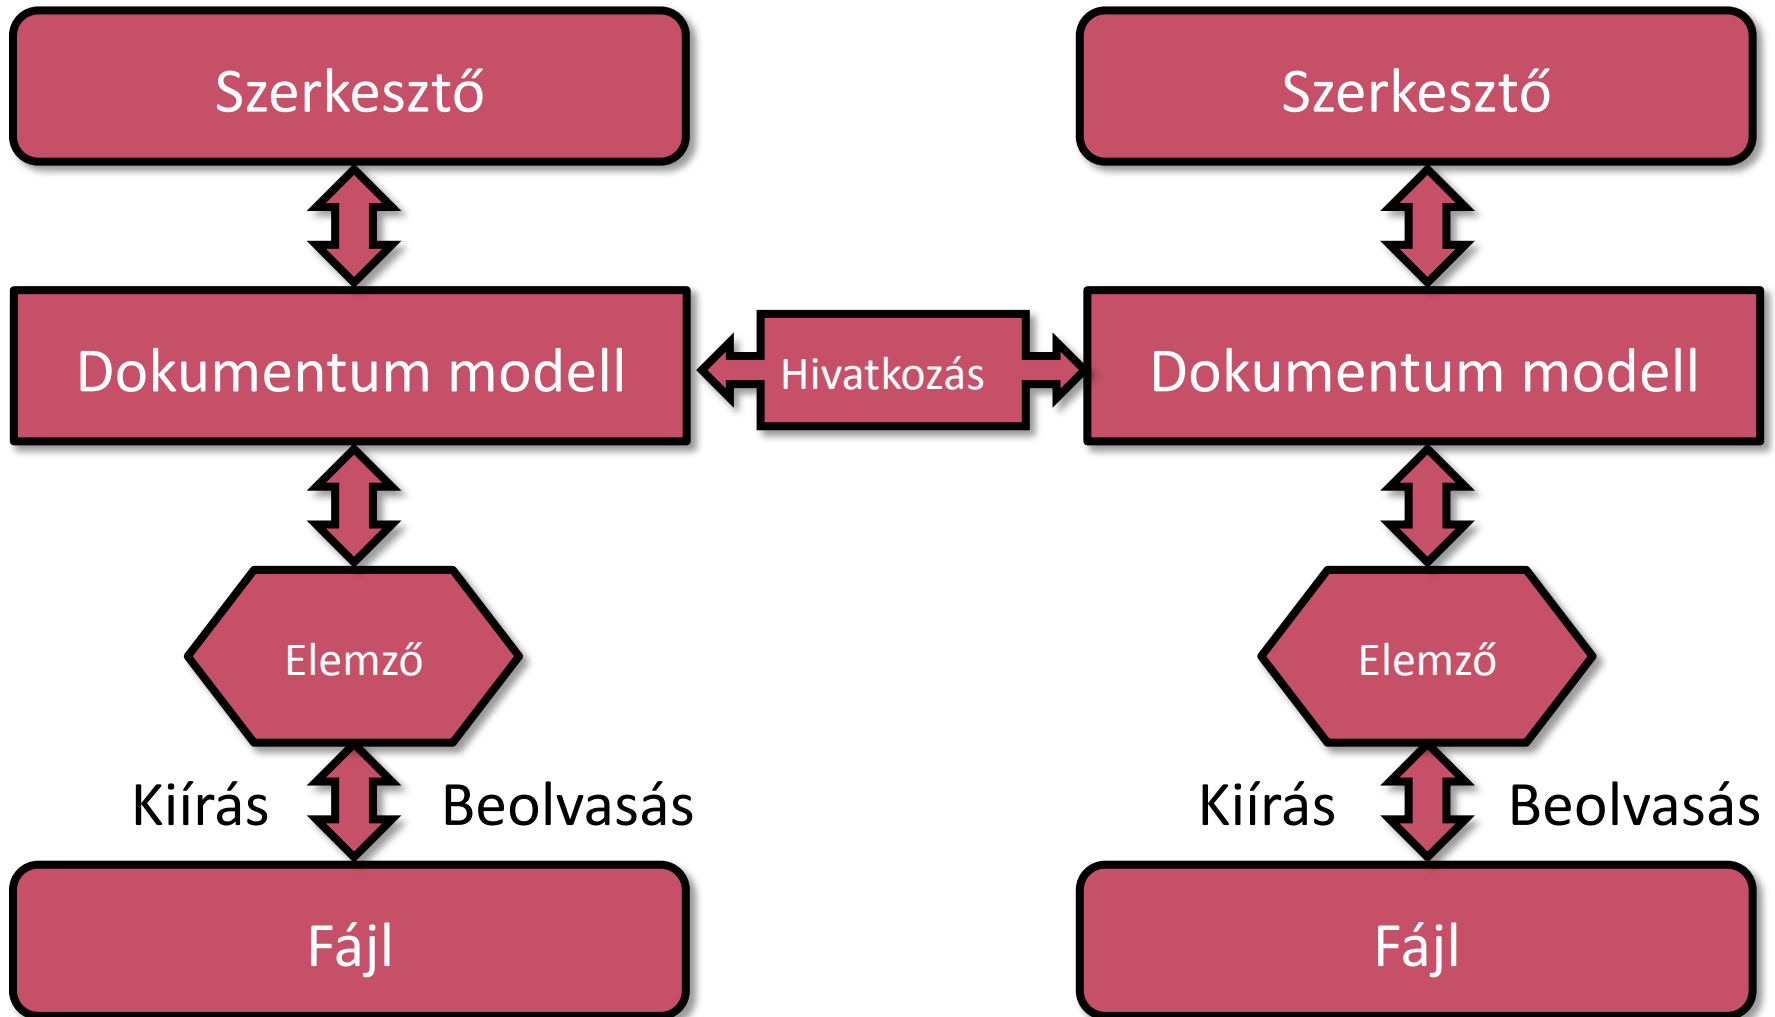 Szerkesztő
Szerkesztő
Dokumentum modell
Hivatkozás
Dokumentum modell
Elemző
Elemző
Kiírás
Beolvasás
Kiírás
Beolvasás
Fájl
Fájl